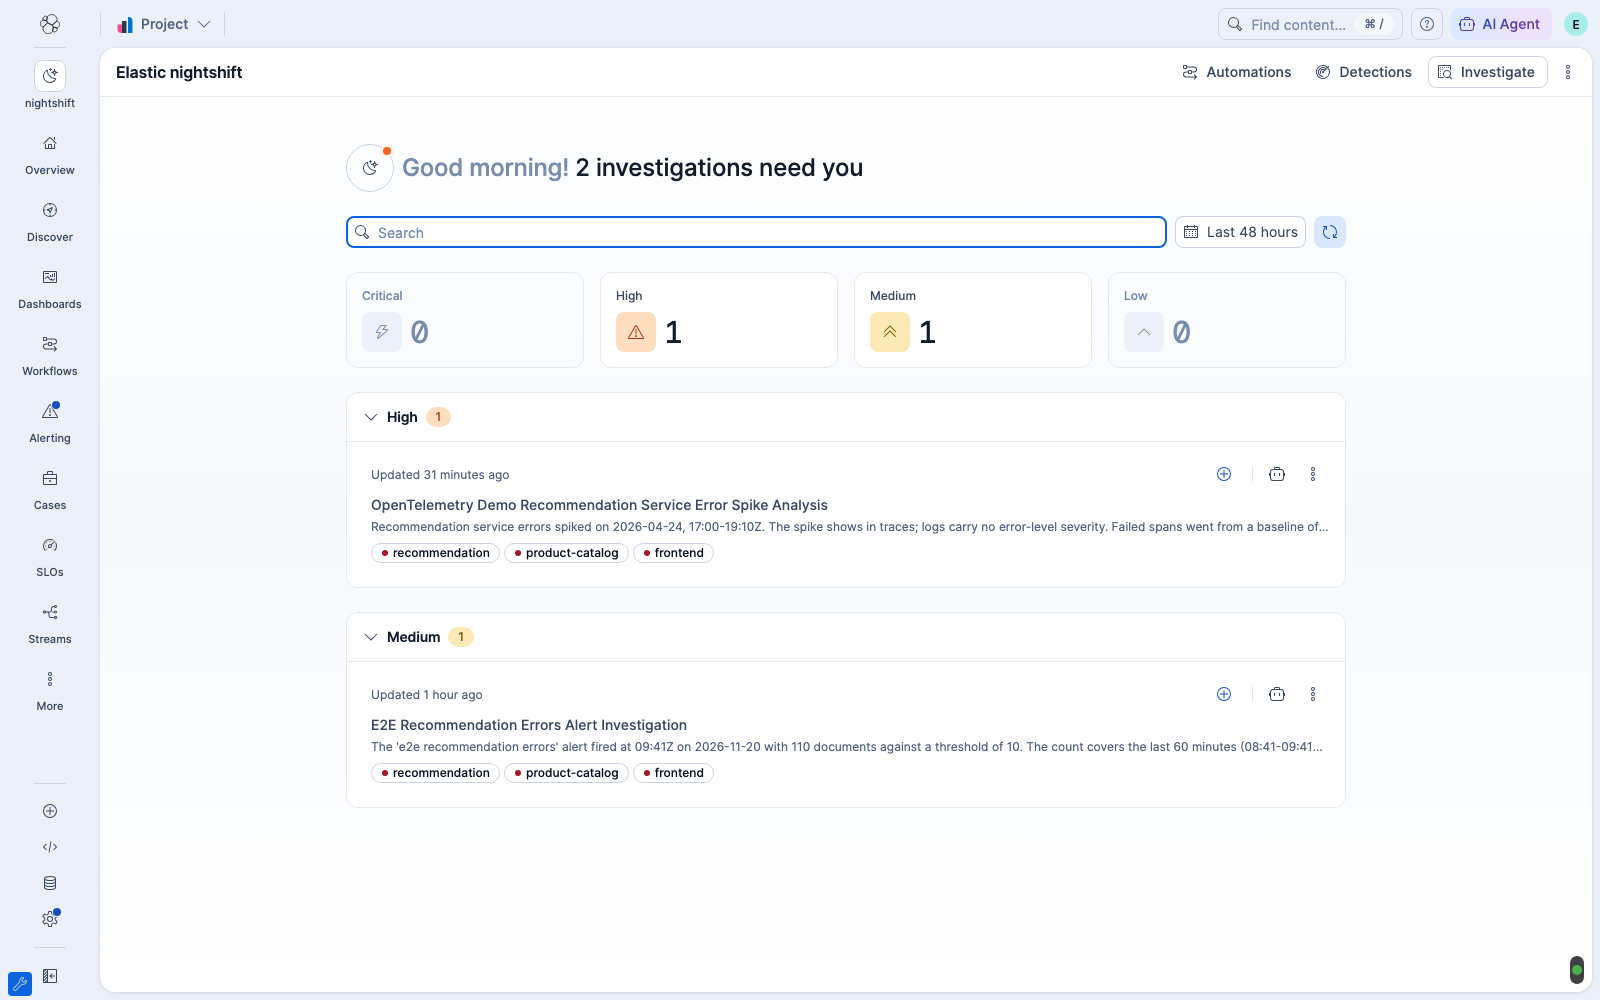 Project
Find content...
⌘ /
AI Agent
E
Elastic nightshift
Automations
Detections
Investigate
nightshift
Overview
Discover
Dashboards
Workflows
Alerting
Cases
SLOs
Streams
More
Good morning! 2 investigations need you
Search
Last 48 hours
Critical
0
High
1
Medium
1
Low
0
High 1
Updated 31 minutes ago
OpenTelemetry Demo Recommendation Service Error Spike Analysis
Recommendation service errors spiked on 2026-04-24, 17:00-19:10Z. The spike shows in traces; logs carry no error-level severity. Failed spans went from a baseline of...
recommendation product-catalog frontend
Medium 1
Updated 1 hour ago
E2E Recommendation Errors Alert Investigation
The 'e2e recommendation errors' alert fired at 09:41Z on 2026-11-20 with 110 documents against a threshold of 10. The count covers the last 60 minutes (08:41-09:41...
recommendation product-catalog frontend